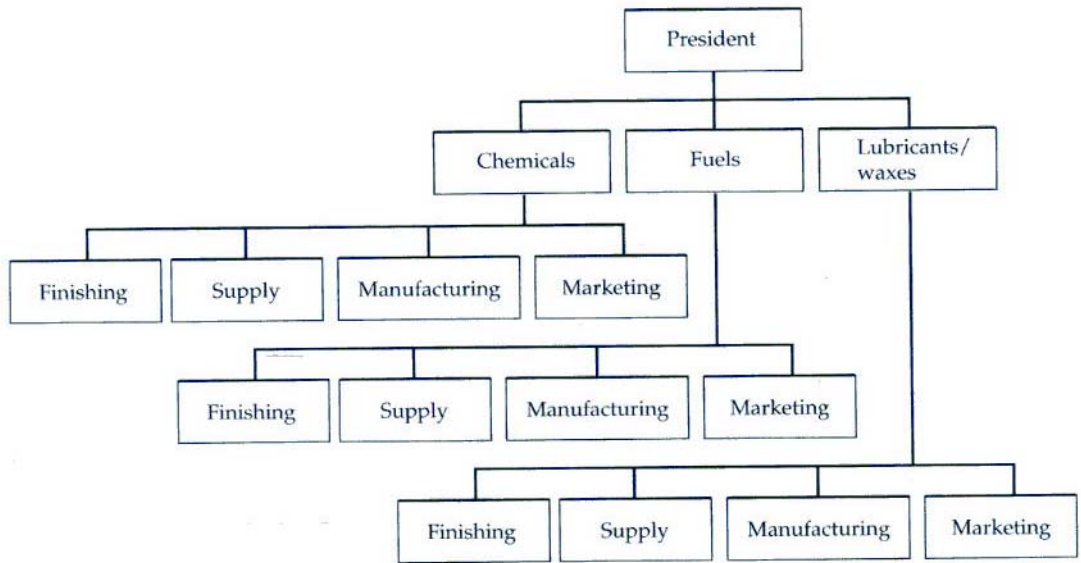 President
Chemicals
Fuels
Lubricants/
waxes
Finishing
Supply
Manufacturing
Marketing
Finishing
Supply
Manufacturing
Marketing
Finishing
Supply
Manufacturing
Marketing